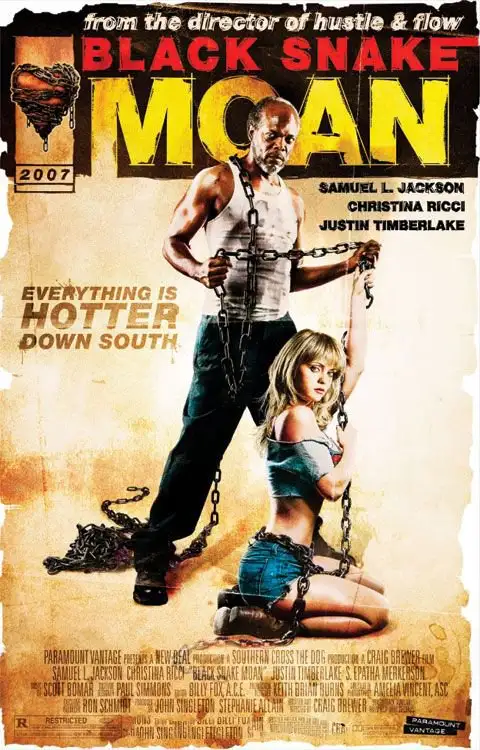 from the director of hustle & flow
BLACK SNAKE
MOAN
2007
SAMUEL L. JACKSON
CHRISTINA RICCI
JUSTIN TIMBERLAKE
EVERYTHING IS
HOTTER
DOWN SOUTH
PARAMOUNT VANTAGE PRESENTS A NEW DEAL PRODUCTION A SOUTHERN CROSS THE DOG PRODUCTION A CRAIG BREWER FILM
SAMUEL L. JACKSON CHRISTINA RICCI "BLACK SNAKE MOAN" JUSTIN TIMBERLAKE S. EPATHA MERKERSON
SCOTT BOMAR PAUL SIMMONS BILLY FOX, A.C.E. KEITH BRIAN BURNS AMELIA VINCENT, ASC
RON SCHMIDT JOHN SINGLETON STEPHANIE ALLAIN CRAIG BREWER
R RESTRICTED
PARAMOUNT
VANTAGE